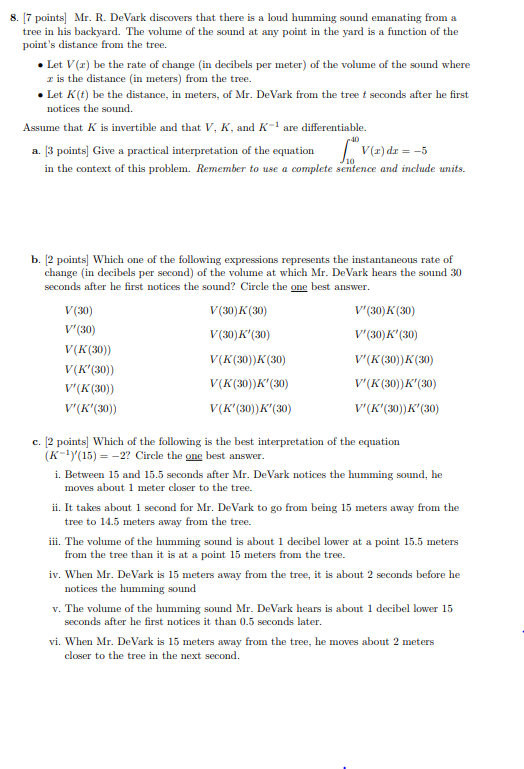 8. [7 points] Mr. R. DeVark discovers that there is a loud humming sound emanating from a
tree in his backyard. The volume of the sound at any point in the yard is a function of the
point's distance from the tree.
• Let V(x) be the rate of change (in decibels per meter) of the volume of the sound where
x is the distance (in meters) from the tree.
• Let K(t) be the distance, in meters, of Mr. DeVark from the tree t seconds after he first
notices the sound.
Assume that K is invertible and that V, K, and K⁻¹ are differentiable.
a. [3 points] Give a practical interpretation of the equation ∫₁₀⁴⁰ V(x) dx = −5
in the context of this problem. Remember to use a complete sentence and include units.
b. [2 points] Which one of the following expressions represents the instantaneous rate of
change (in decibels per second) of the volume at which Mr. DeVark hears the sound 30
seconds after he first notices the sound? Circle the one best answer.
V(30) V(30)K(30) V′(30)K(30)
V′(30) V(30)K′(30) V′(30)K′(30)
V(K(30)) V(K(30))K(30) V′(K(30))K(30)
V(K′(30))
V′(K(30)) V(K(30))K′(30) V′(K(30))K′(30)
V′(K′(30)) V(K′(30))K′(30) V′(K′(30))K′(30)
c. [2 points] Which of the following is the best interpretation of the equation
(K⁻¹)′(15) = −2? Circle the one best answer.
i. Between 15 and 15.5 seconds after Mr. DeVark notices the humming sound, he
moves about 1 meter closer to the tree.
ii. It takes about 1 second for Mr. DeVark to go from being 15 meters away from the
tree to 14.5 meters away from the tree.
iii. The volume of the humming sound is about 1 decibel lower at a point 15.5 meters
from the tree than it is at a point 15 meters from the tree.
iv. When Mr. DeVark is 15 meters away from the tree, it is about 2 seconds before he
notices the humming sound
v. The volume of the humming sound Mr. DeVark hears is about 1 decibel lower 15
seconds after he first notices it than 0.5 seconds later.
vi. When Mr. DeVark is 15 meters away from the tree, he moves about 2 meters
closer to the tree in the next second.